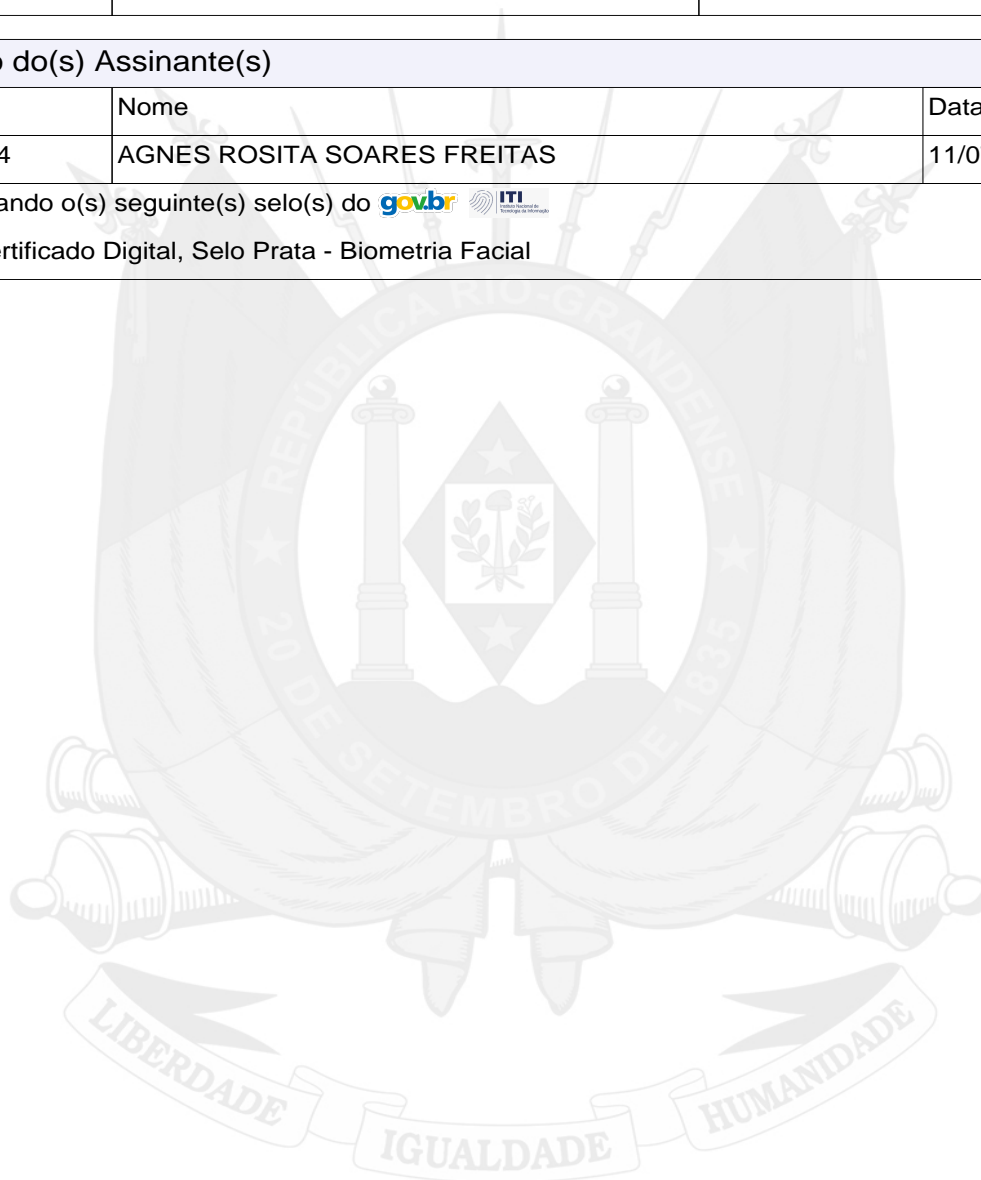 o do(s) Assinante(s)
Nome Data
4 AGNES ROSITA SOARES FREITAS 11/0
ando o(s) seguinte(s) selo(s) do gov.br ITI
ertificado Digital, Selo Prata - Biometria Facial
REPÚBLICA RIO-GRANDENSE
20 DE SETEMBRO DE 1835
LIBERDADE IGUALDADE HUMANIDADE